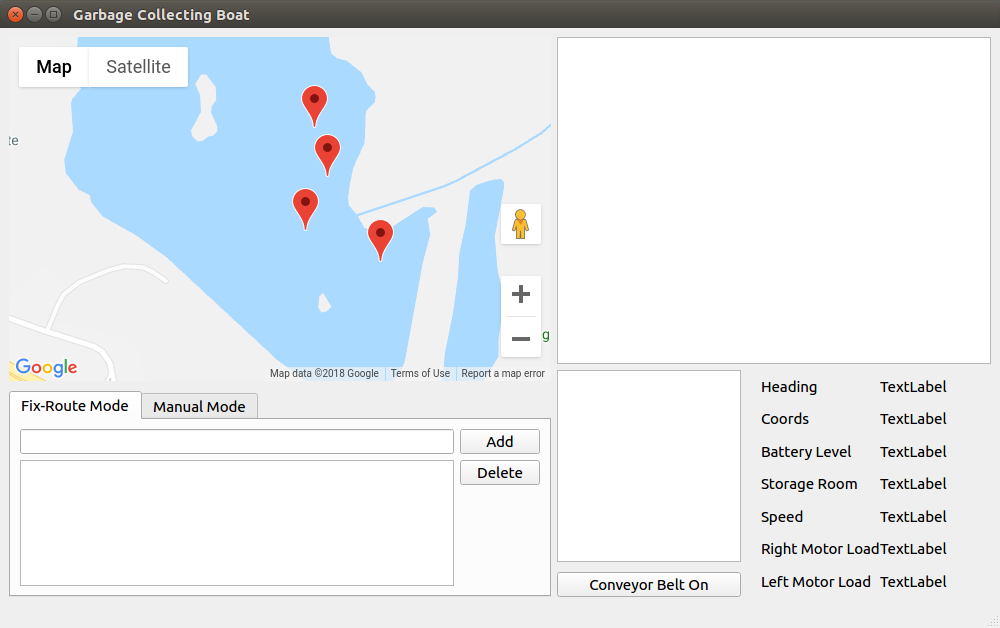 Garbage Collecting Boat
Map Satellite
te
g
Google
Map data ©2018 Google Terms of Use Report a map error
Fix-Route Mode Manual Mode
Add
Delete
Conveyor Belt On
Heading TextLabel
Coords TextLabel
Battery Level TextLabel
Storage Room TextLabel
Speed TextLabel
Right Motor Load TextLabel
Left Motor Load TextLabel